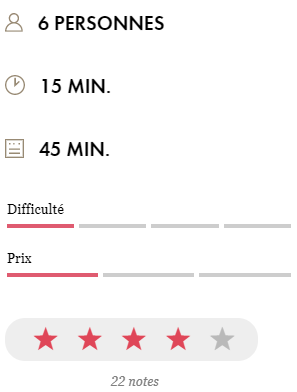 6 PERSONNES
15 MIN.
45 MIN.
Difficulté
Prix
22 notes